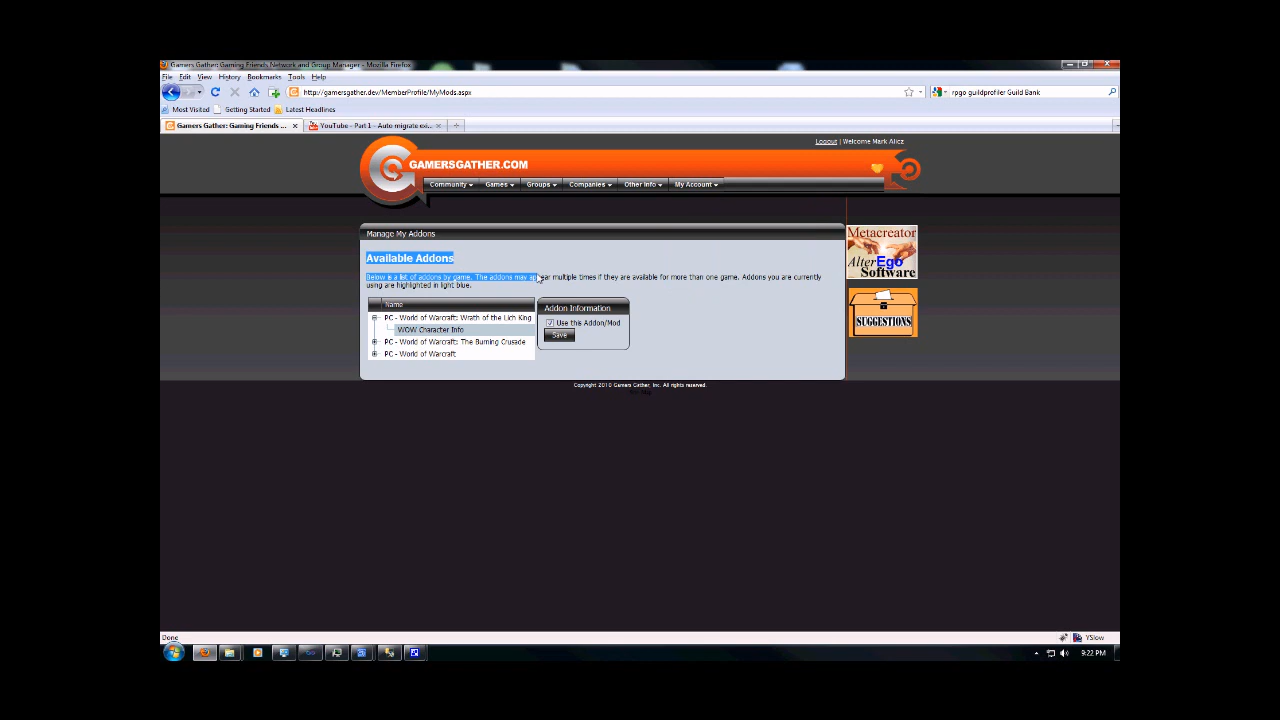 Gamers Gather: Gaming Friends Network and Group Manager - Mozilla Firefox
File Edit View History Bookmarks Tools Help
http://gamersgather.dev/MemberProfile/MyMods.aspx
rpgo guildprofiler Guild Bank
Most Visited Getting Started Latest Headlines
Gamers Gather: Gaming Friends ...
YouTube - Part 1 - Auto migrate exi...
Logout | Welcome Mark Alicz
GAMERSGATHER.COM
Community Games Groups Companies Other Info My Account
Manage My Addons
Available Addons
Below is a list of addons by game. The addons may appear multiple times if they are available for more than one game. Addons you are currently
using are highlighted in light blue.
Name
PC - World of Warcraft: Wrath of the Lich King
WOW Character Info
PC - World of Warcraft: The Burning Crusade
PC - World of Warcraft
Addon Information
Use this Addon/Mod
Save
Metacreator
AlterEgo
Software
SUGGESTIONS
Copyright 2010 Gamers Gather, Inc. All rights reserved.
Done
YSlow
9:22 PM